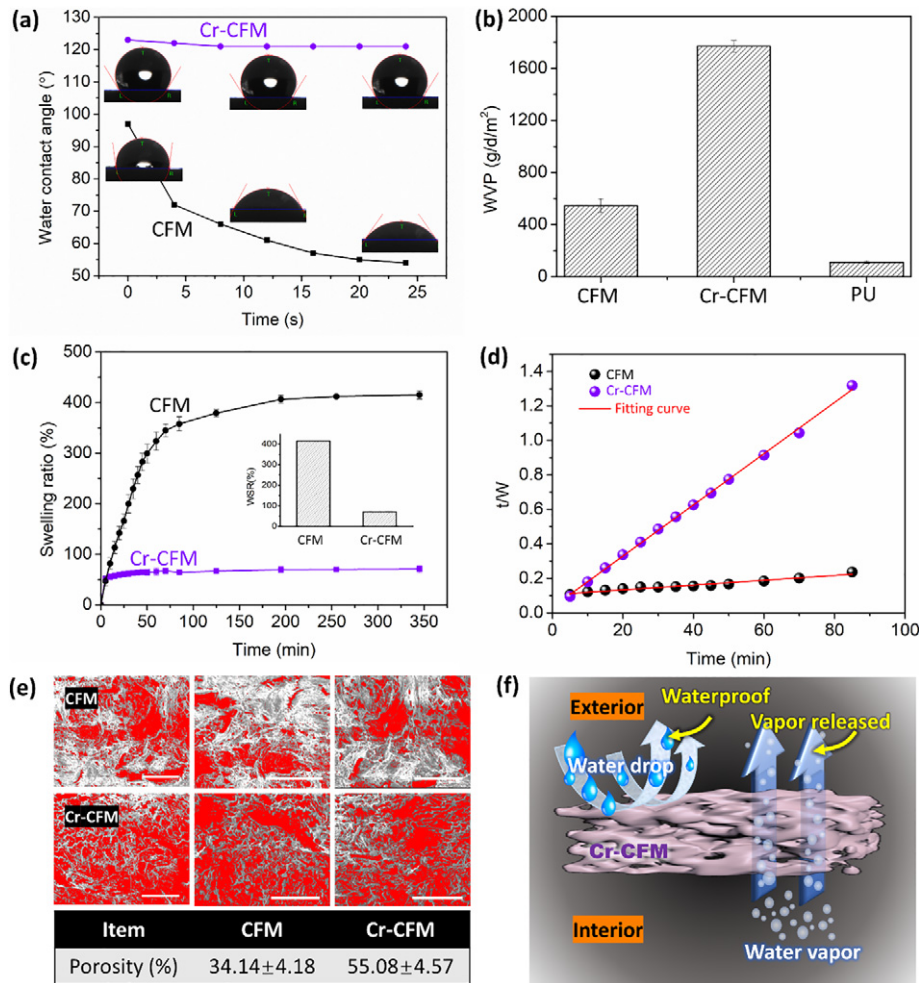 (a)
Cr-CFM
CFM
Water contact angle (°)
130
120
110
100
90
80
70
60
50
0 5 10 15 20 25
Time (s)
(b)
WVP (g/d/m²)
1800
1500
1200
900
600
300
0
CFM Cr-CFM PU
(c)
Swelling ratio (%)
500
400
300
200
100
0
CFM
Cr-CFM
WSR(%)
400
300
200
100
0
CFM Cr-CFM
0 50 100 150 200 250 300 350
Time (min)
(d)
CFM
Cr-CFM
Fitting curve
t/W
1.4
1.2
1.0
0.8
0.6
0.4
0.2
0.0
0 20 40 60 80 100
Time (min)
(e)
CFM
Cr-CFM
Item CFM Cr-CFM
Porosity (%) 34.14±4.18 55.08±4.57
(f)
Exterior
Waterproof
Vapor released
Water drop
Cr-CFM
Interior
Water vapor